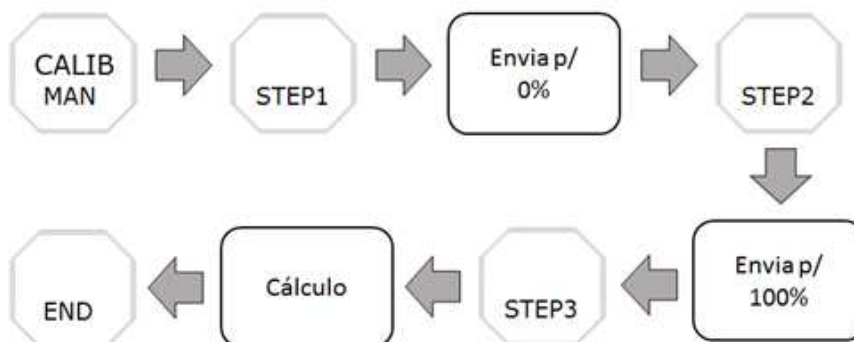 CALIB
MAN
STEP1
Envia p/
0%
STEP2
Envia p/
100%
STEP3
Cálculo
END